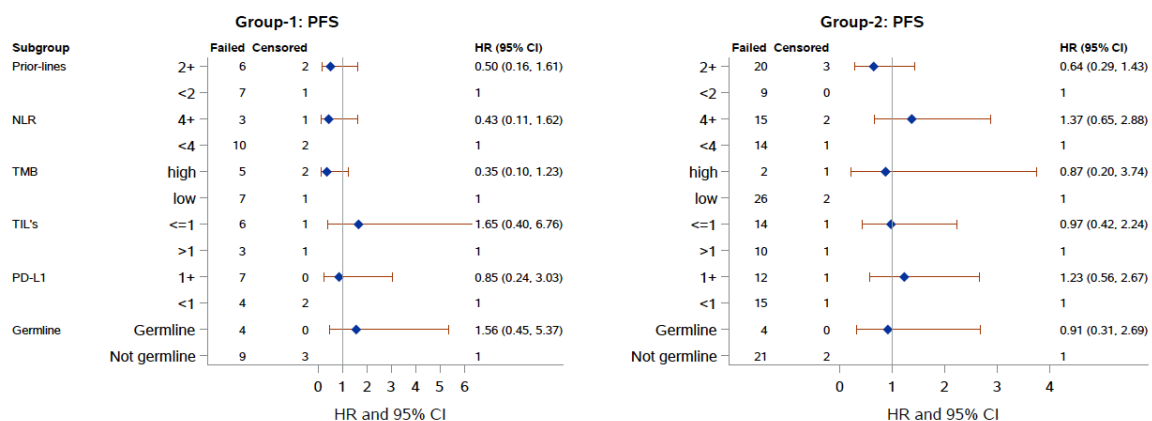 Group-1: PFS
Subgroup Failed Censored HR (95% CI)
Prior-lines 2+ 6 2 0.50 (0.16, 1.61)
<2 7 1 1
NLR 4+ 3 1 0.43 (0.11, 1.62)
<4 10 2 1
TMB high 5 2 0.35 (0.10, 1.23)
low 7 1 1
TIL's <=1 6 1 1.65 (0.40, 6.76)
>1 3 1 1
PD-L1 1+ 7 0 0.85 (0.24, 3.03)
<1 4 2 1
Germline Germline 4 0 1.56 (0.45, 5.37)
Not germline 9 3 1
0 1 2 3 4 5 6
HR and 95% CI
Group-2: PFS
Failed Censored HR (95% CI)
2+ 20 3 0.64 (0.29, 1.43)
<2 9 0 1
4+ 15 2 1.37 (0.65, 2.88)
<4 14 1 1
high 2 1 0.87 (0.20, 3.74)
low 26 2 1
<=1 14 1 0.97 (0.42, 2.24)
>1 10 1 1
1+ 12 1 1.23 (0.56, 2.67)
<1 15 1 1
Germline 4 0 0.91 (0.31, 2.69)
Not germline 21 2 1
0 1 2 3 4
HR and 95% CI